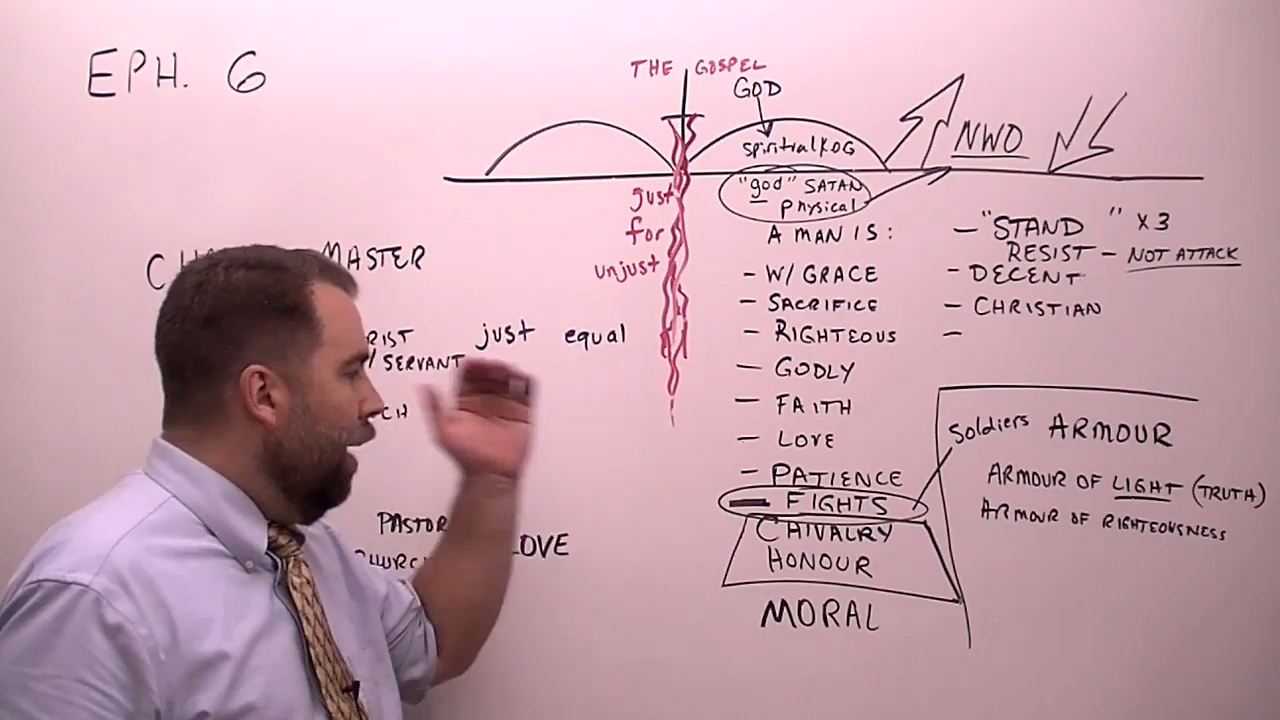 EPH. 6
THE GOSPEL
GOD
spiritral KOG
NWO
"god" SATAN
physical
just
for
unjust
MASTER
just equal
SERVANT
PASTOR
LOVE
A MAN IS:
- W/ GRACE
- SACRIFICE
- RIGHTEOUS
- GODLY
- FAITH
- LOVE
- PATIENCE
- FIGHTS
CHIVALRY
HONOUR
MORAL
- "STAND " x 3
RESIST - NOT ATTACK
- DECENT
- CHRISTIAN
-
Soldiers ARMOUR
ARMOUR OF LIGHT (TRUTH)
ARMOUR OF RIGHTEOUSNESS